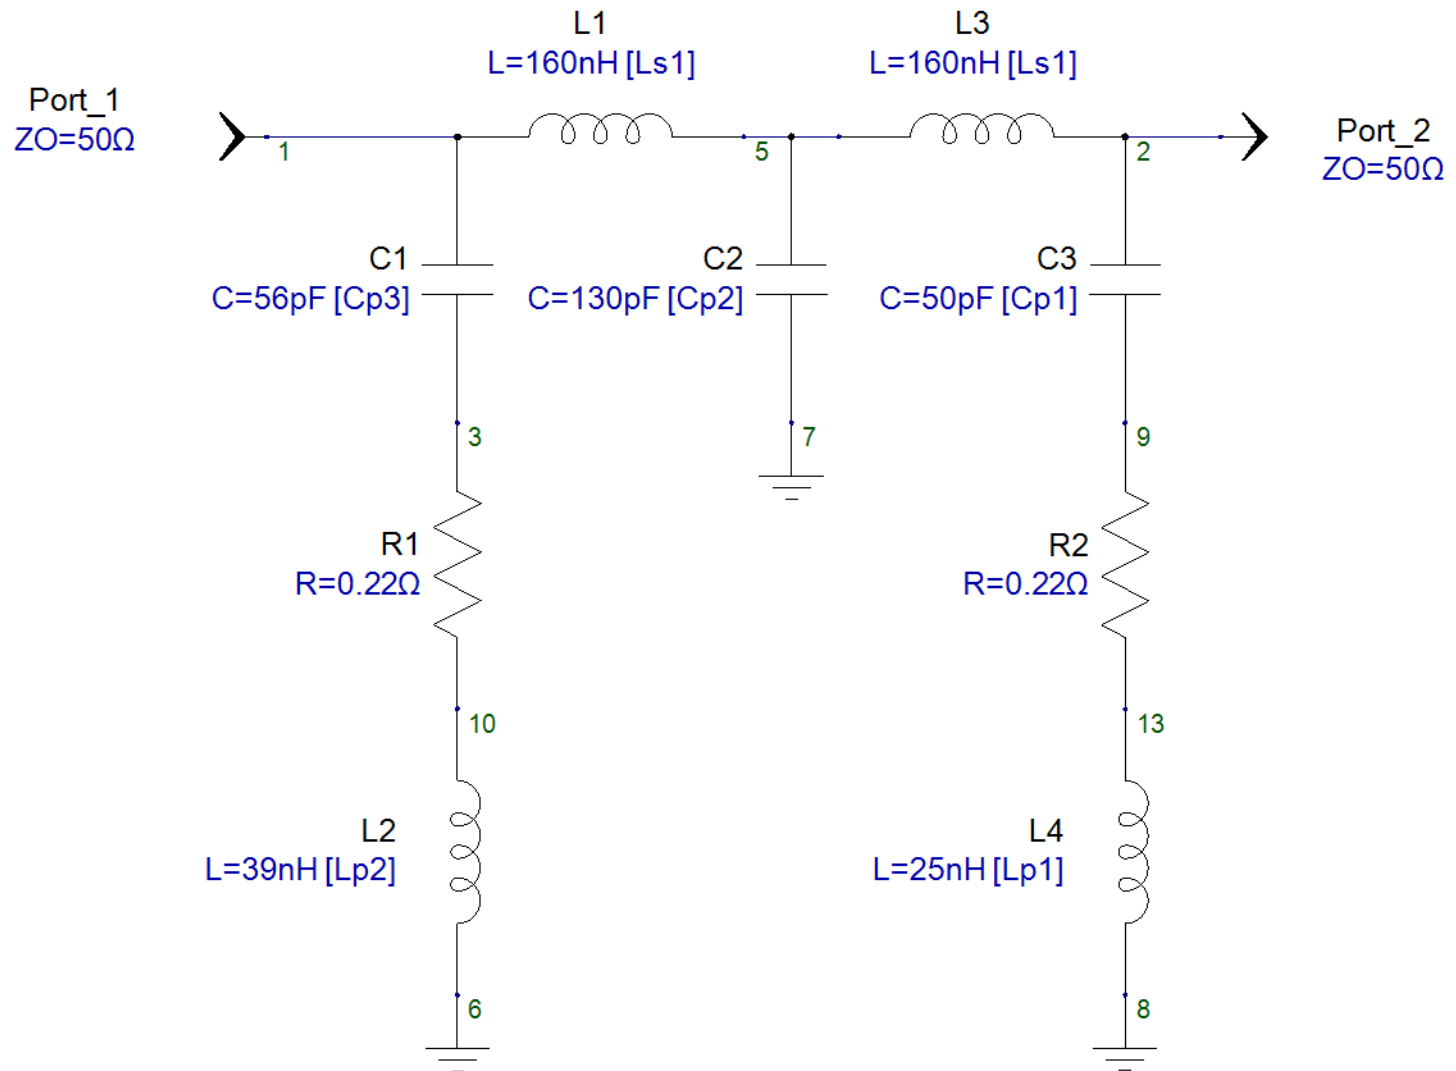 L1
L=160nH [Ls1]
L3
L=160nH [Ls1]
Port_1
ZO=50Ω
Port_2
ZO=50Ω
1
5
2
C1
C=56pF [Cp3]
C2
C=130pF [Cp2]
C3
C=50pF [Cp1]
3
7
9
R1
R=0.22Ω
R2
R=0.22Ω
10
13
L2
L=39nH [Lp2]
L4
L=25nH [Lp1]
6
8